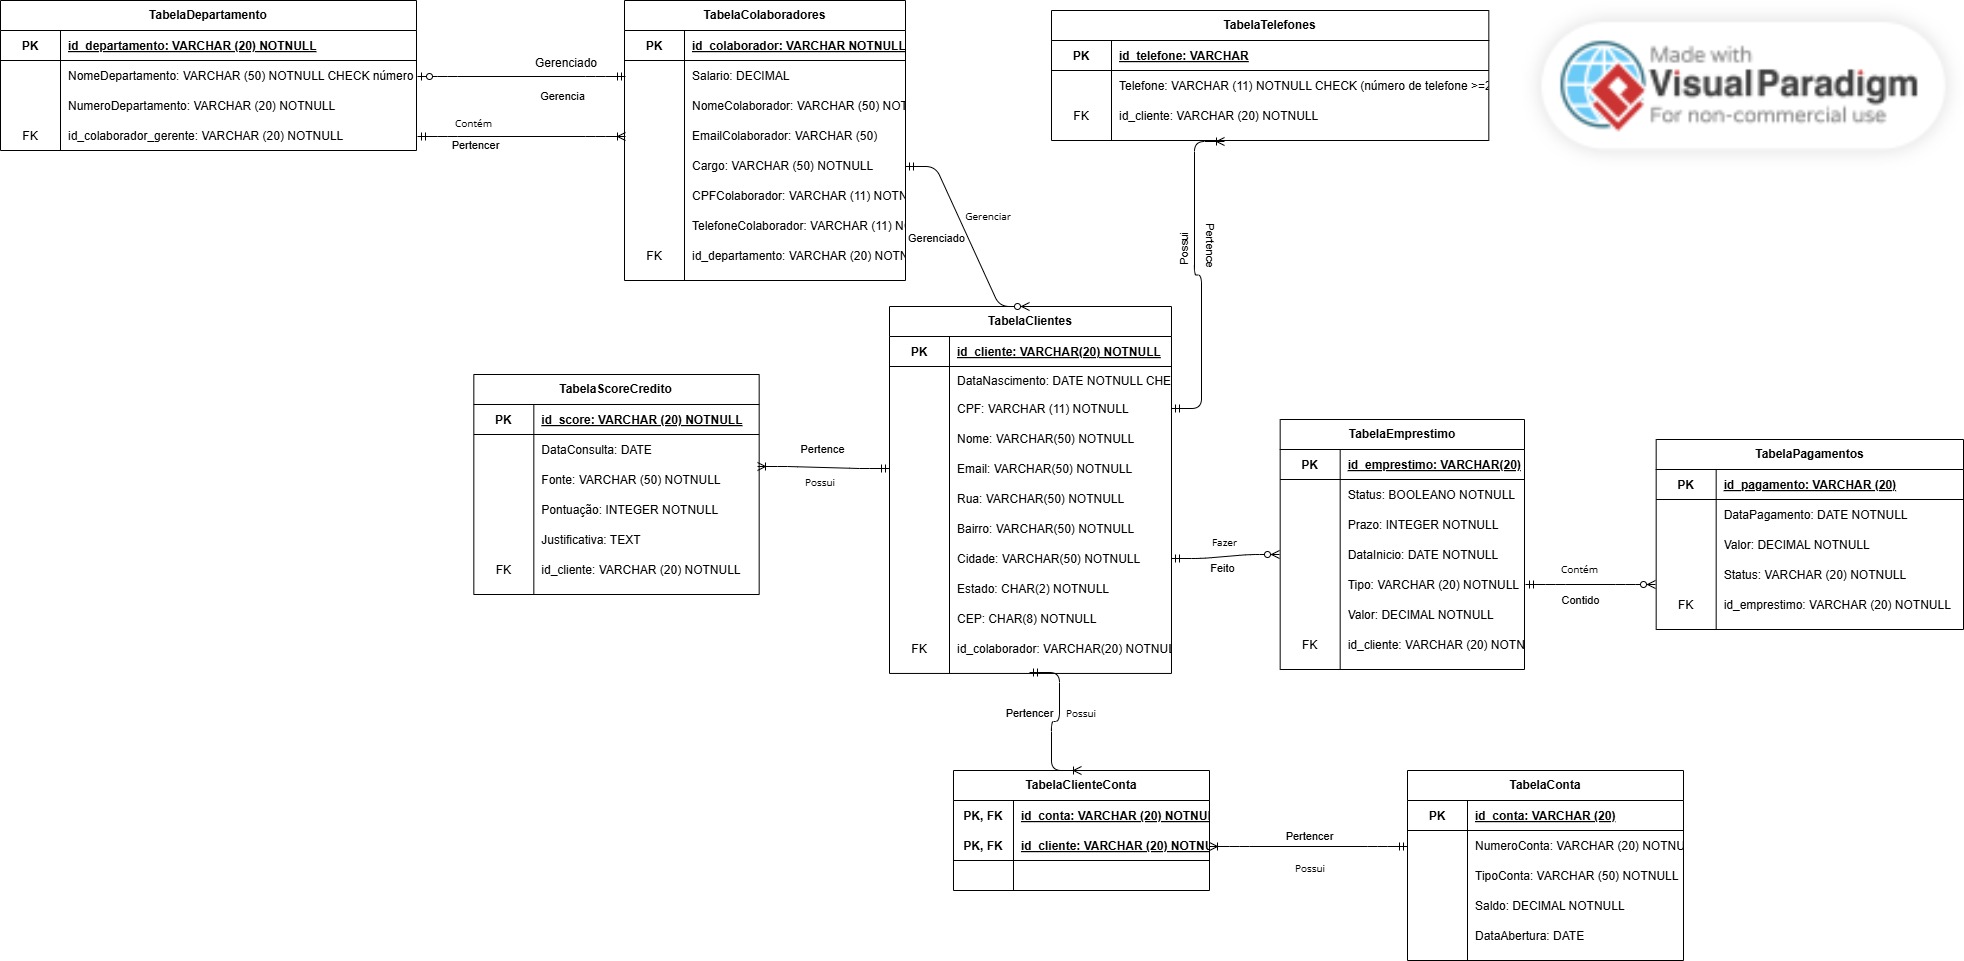 TabelaDepartamento
PK id_departamento: VARCHAR (20) NOTNULL
NomeDepartamento: VARCHAR (50) NOTNULL CHECK número
NumeroDepartamento: VARCHAR (20) NOTNULL
FK id_colaborador_gerente: VARCHAR (20) NOTNULL
Gerenciado
Gerencia
Contém
Pertencer
TabelaColaboradores
PK id_colaborador: VARCHAR NOTNULL
Salario: DECIMAL
NomeColaborador: VARCHAR (50) NOT
EmailColaborador: VARCHAR (50)
Cargo: VARCHAR (50) NOTNULL
CPFColaborador: VARCHAR (11) NOTN
TelefoneColaborador: VARCHAR (11) N
FK id_departamento: VARCHAR (20) NOTN
Gerenciar
Gerenciado
TabelaTelefones
PK id_telefone: VARCHAR
Telefone: VARCHAR (11) NOTNULL CHECK (número de telefone >=2
FK id_cliente: VARCHAR (20) NOTNULL
Possui
Pertence
Made with
Visual Paradigm
For non-commercial use
TabelaClientes
PK id_cliente: VARCHAR(20) NOTNULL
DataNascimento: DATE NOTNULL CHE
CPF: VARCHAR (11) NOTNULL
Nome: VARCHAR(50) NOTNULL
Email: VARCHAR(50) NOTNULL
Rua: VARCHAR(50) NOTNULL
Bairro: VARCHAR(50) NOTNULL
Cidade: VARCHAR(50) NOTNULL
Estado: CHAR(2) NOTNULL
CEP: CHAR(8) NOTNULL
FK id_colaborador: VARCHAR(20) NOTNUL
TabelaScoreCredito
PK id_score: VARCHAR (20) NOTNULL
DataConsulta: DATE
Fonte: VARCHAR (50) NOTNULL
Pontuação: INTEGER NOTNULL
Justificativa: TEXT
FK id_cliente: VARCHAR (20) NOTNULL
Pertence
Possui
Fazer
Feito
TabelaEmprestimo
PK id_emprestimo: VARCHAR(20)
Status: BOOLEANO NOTNULL
Prazo: INTEGER NOTNULL
DataInicio: DATE NOTNULL
Tipo: VARCHAR (20) NOTNULL
Valor: DECIMAL NOTNULL
FK id_cliente: VARCHAR (20) NOTN
Contém
Contido
TabelaPagamentos
PK id_pagamento: VARCHAR (20)
DataPagamento: DATE NOTNULL
Valor: DECIMAL NOTNULL
Status: VARCHAR (20) NOTNULL
FK id_emprestimo: VARCHAR (20) NOTNULL
Pertencer Possui
TabelaClienteConta
PK, FK id_conta: VARCHAR (20) NOTNU
PK, FK id_cliente: VARCHAR (20) NOTNU
Pertencer
Possui
TabelaConta
PK id_conta: VARCHAR (20)
NumeroConta: VARCHAR (20) NOTNU
TipoConta: VARCHAR (50) NOTNULL
Saldo: DECIMAL NOTNULL
DataAbertura: DATE